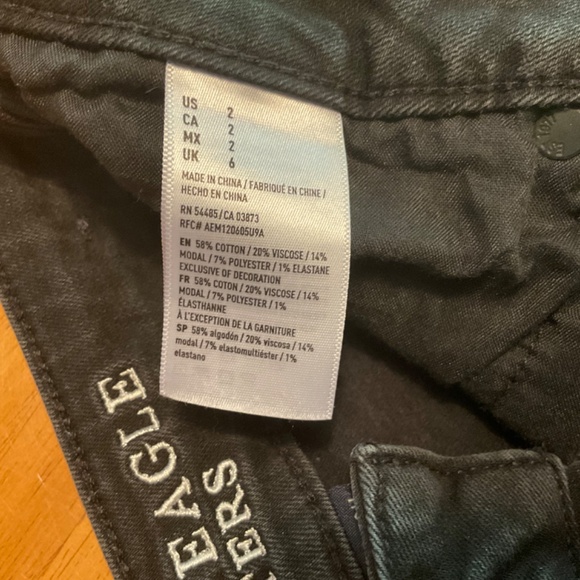 US 2
CA 2
MX 2
UK 6
MADE IN CHINA / FABRIQUÉ EN CHINE /
HECHO EN CHINA
RN 54485/CA 03873
RFC# AEM120605U9A
EN 58% COTTON / 20% VISCOSE / 14%
MODAL / 7% POLYESTER / 1% ELASTANE
EXCLUSIVE OF DECORATION
FR 58% COTON / 20% VISCOSE / 14%
MODAL / 7% POLYESTER / 1%
ÉLASTHANNE
À L'EXCEPTION DE LA GARNITURE
SP 58% algodón / 20% viscosa / 14%
modal / 7% elastomultiéster / 1%
elastano
EAGLE
TERS